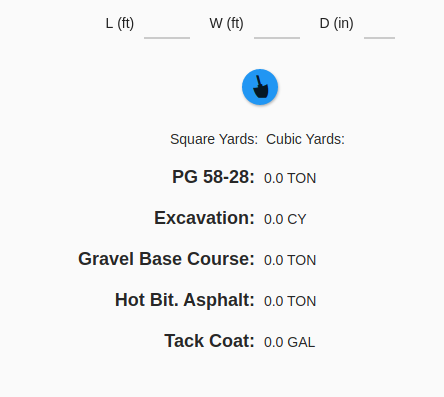 L (ft) W (ft) D (in)
Square Yards: Cubic Yards:
PG 58-28: 0.0 TON
Excavation: 0.0 CY
Gravel Base Course: 0.0 TON
Hot Bit. Asphalt: 0.0 TON
Tack Coat: 0.0 GAL